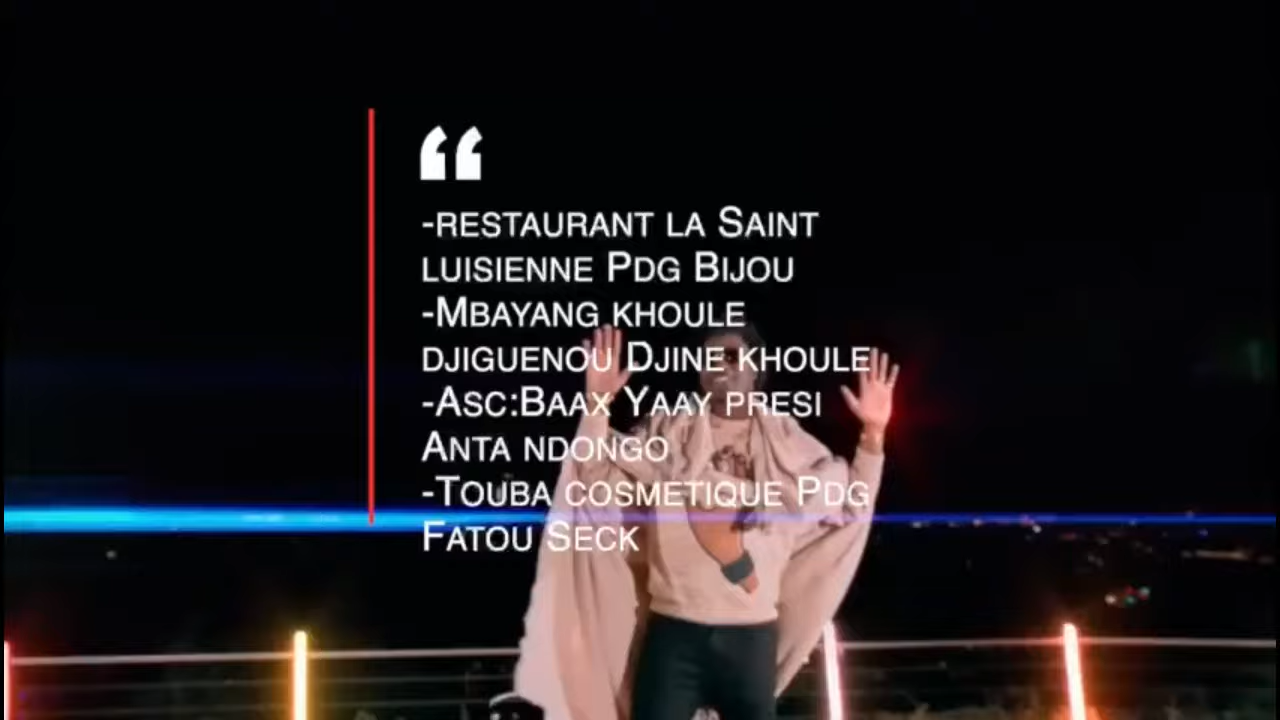 “
-restaurant la Saint
luisienne Pdg Bijou
-Mbayang khoule
djiguenou Djine khoule
-Asc:Baax Yaay presi
Anta ndongo
-Touba cosmetique Pdg
Fatou Seck